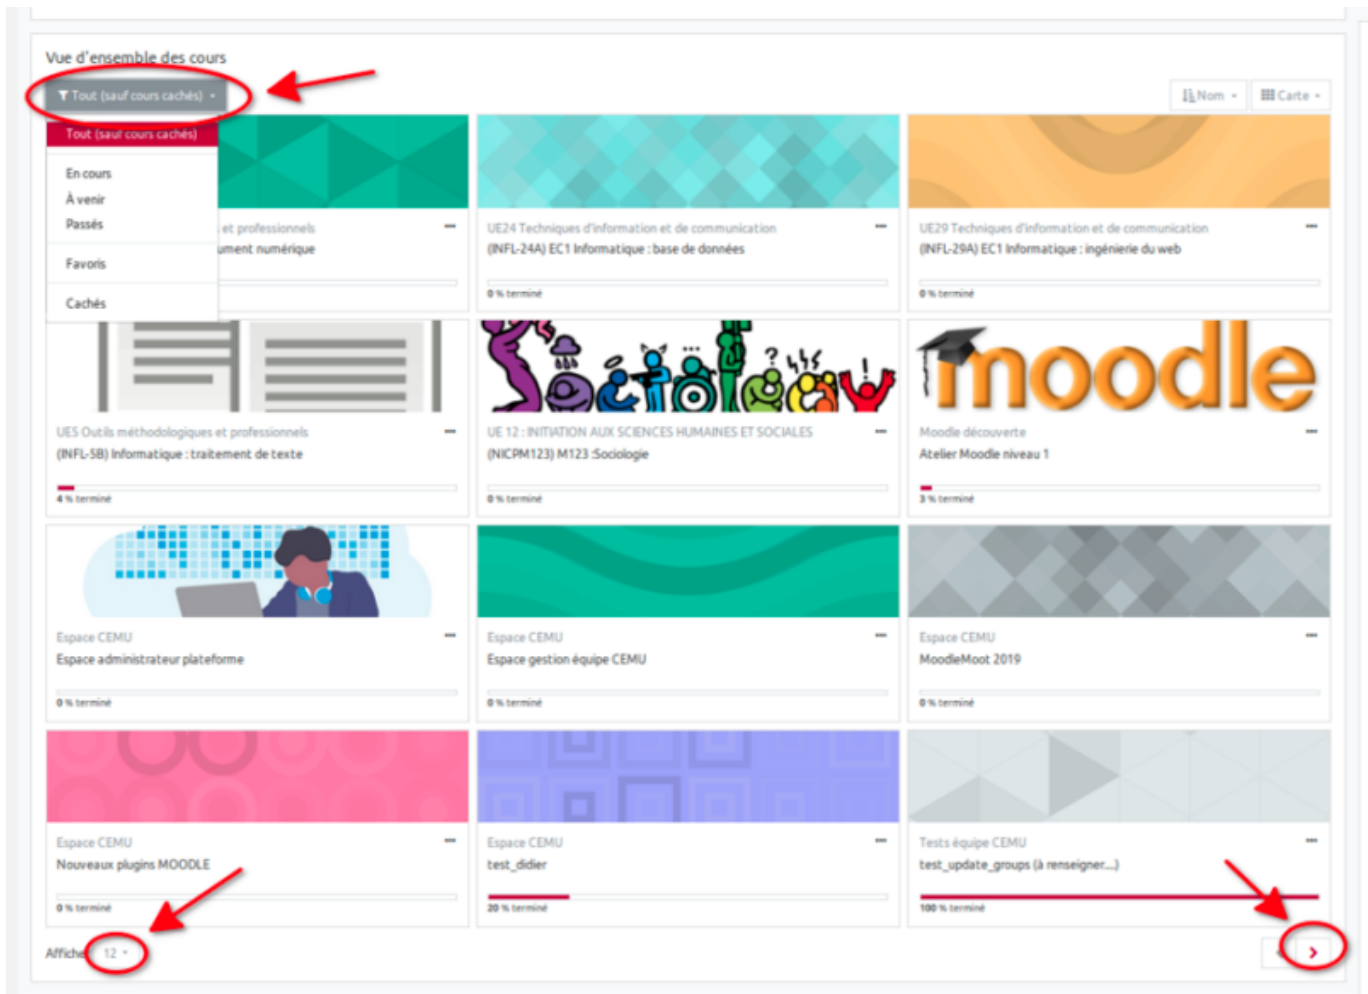 Vue d'ensemble des cours
Tout (sauf cours cachés)
Nom
Carte
Tout (sauf cours cachés)
En cours
À venir
Passés
Favoris
Cachés
et professionnels
ument numérique
UE24 Techniques d'information et de communication
(INFL-24A) EC1 Informatique : base de données
0 % terminé
UE29 Techniques d'information et de communication
(INFL-29A) EC1 Informatique : ingénierie du web
0 % terminé
Sociology
moodle
UE5 Outils méthodologiques et professionnels
(INFL-5B) Informatique : traitement de texte
4 % terminé
UE 12 : INITIATION AUX SCIENCES HUMAINES ET SOCIALES
(NICPM123) M123 :Sociologie
0 % terminé
Moodle découverte
Atelier Moodle niveau 1
3 % terminé
Espace CEMU
Espace administrateur plateforme
0 % terminé
Espace CEMU
Espace gestion équipe CEMU
0 % terminé
Espace CEMU
MoodleMoot 2019
0 % terminé
Espace CEMU
Nouveaux plugins MOODLE
0 % terminé
Espace CEMU
test_didier
20 % terminé
Tests équipe CEMU
test_update_groups (à renseigner....)
100 % terminé
Affiche 12